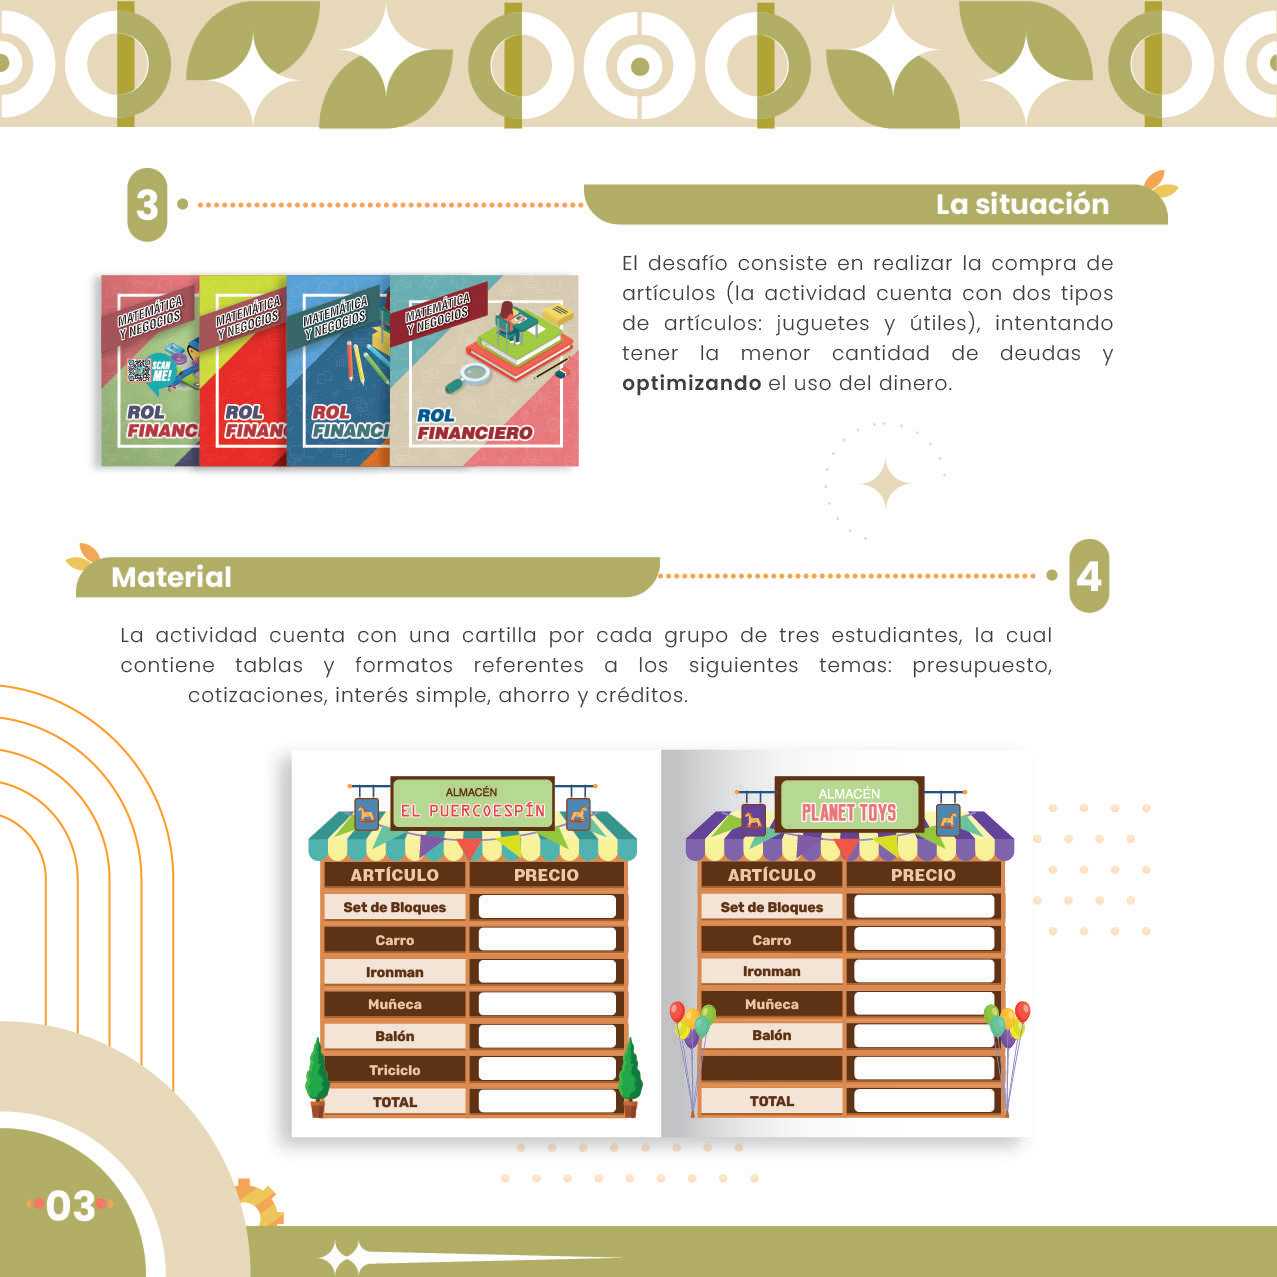 3
La situación
El desafío consiste en realizar la compra de
artículos (la actividad cuenta con dos tipos
de artículos: juguetes y útiles), intentando
tener la menor cantidad de deudas y
optimizando el uso del dinero.
MATEMÁTICA
Y NEGOCIOS
SCAN
ME!
ROL
FINANC
MATEMÁTICA
Y NEGOCIOS
ROL
FINAN
MATEMÁTICA
Y NEGOCIOS
ROL
FINANCI
MATEMÁTICA
Y NEGOCIOS
ROL
FINANCIERO
Material
4
La actividad cuenta con una cartilla por cada grupo de tres estudiantes, la cual
contiene tablas y formatos referentes a los siguientes temas: presupuesto,
cotizaciones, interés simple, ahorro y créditos.
ALMACÉN
EL PUERCOESPÍN
ARTÍCULO PRECIO
Set de Bloques
Carro
Ironman
Muñeca
Balón
Triciclo
TOTAL
ALMACÉN
PLANET TOYS
ARTÍCULO PRECIO
Set de Bloques
Carro
Ironman
Muñeca
Balón
TOTAL
03